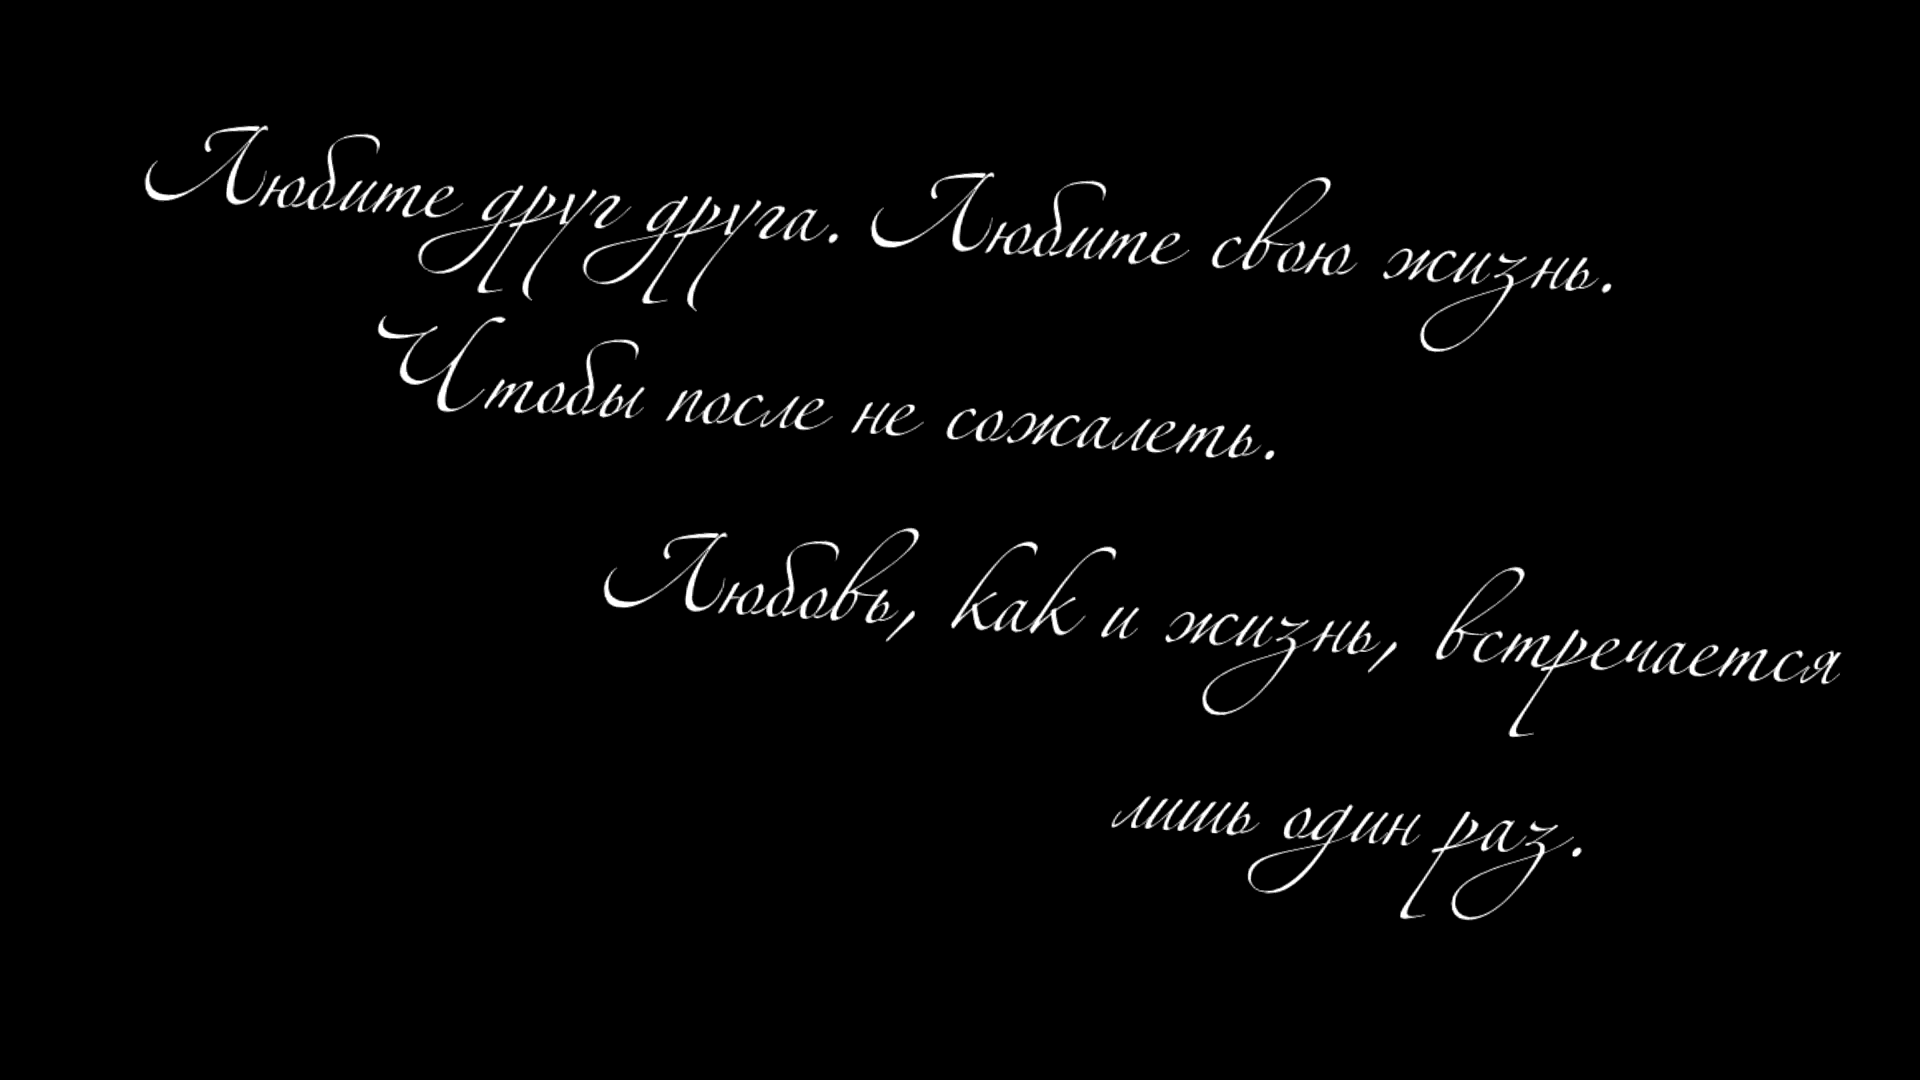 Любите друг друга. Любите свою жизнь.
Чтобы после не сожалеть.
Любовь, как и жизнь, встречается
лишь один раз.